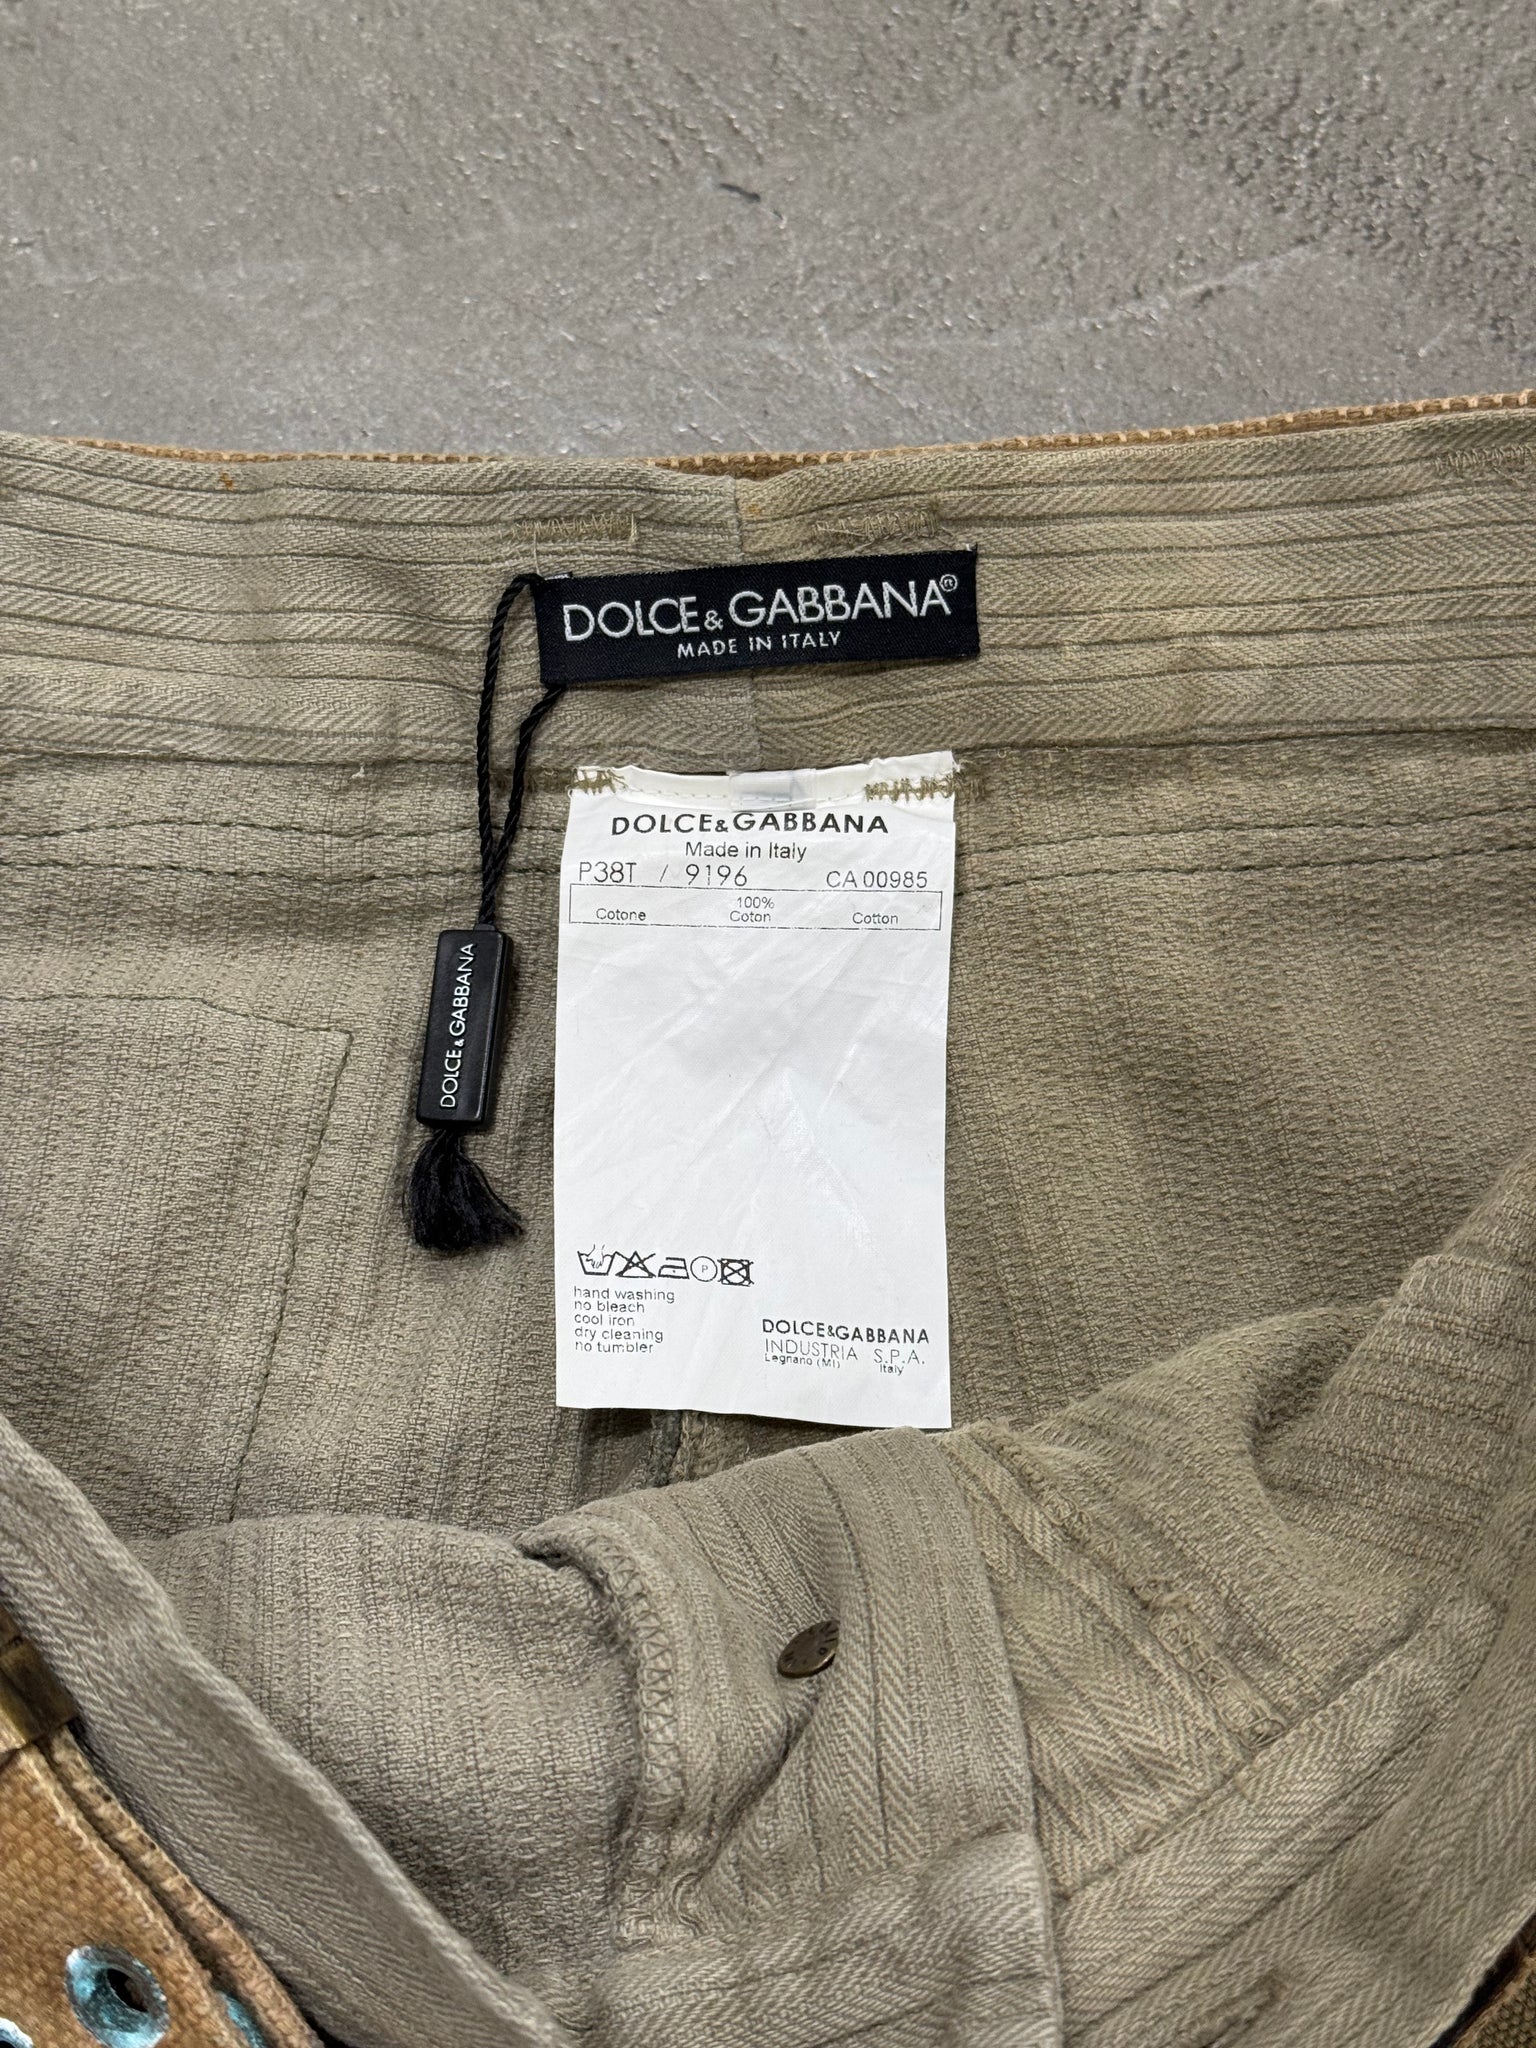 DOLCE&GABBANA®
MADE IN ITALY
DOLCE&GABBANA
DOLCE&GABBANA
Made in Italy
P38T / 9196 CA 00985
100%
Cotone Coton Cotton
P
hand washing
no bleach
cool iron
dry cleaning
no tumbler
DOLCE&GABBANA
INDUSTRIA S.P.A.
Legnano (MI) Italy